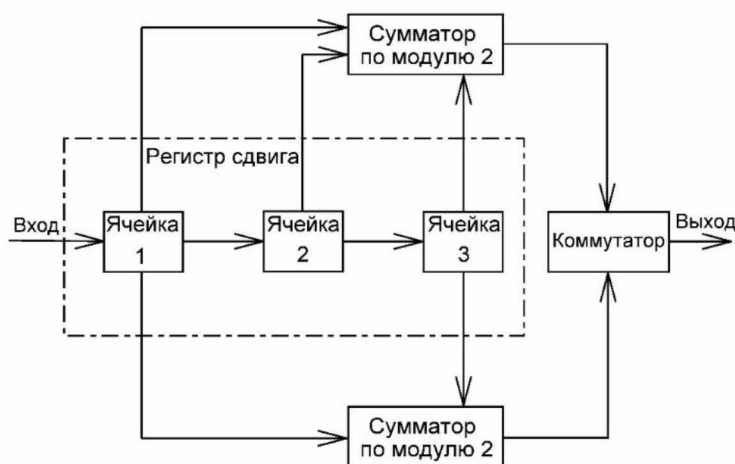 Сумматор
по модулю 2
Регистр сдвига
Вход
Ячейка
1
Ячейка
2
Ячейка
3
Коммутатор
Выход
Сумматор
по модулю 2